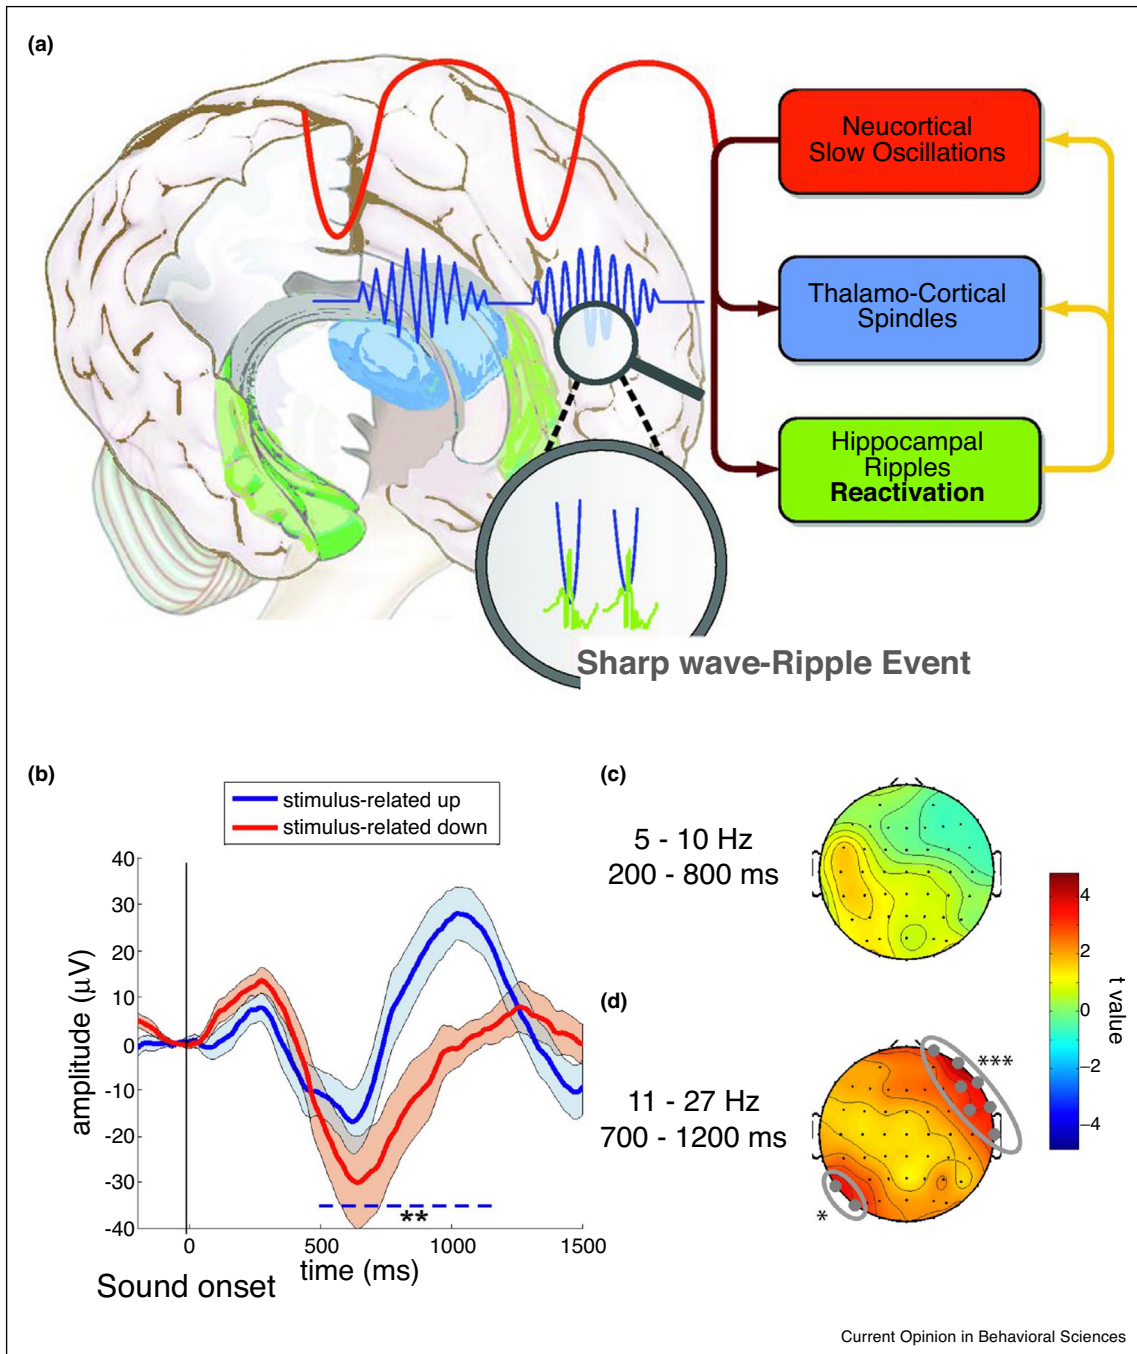 (a)
Neucortical
Slow Oscillations
Thalamo-Cortical
Spindles
Hippocampal
Ripples
Reactivation
Sharp wave-Ripple Event
(b)
stimulus-related up
stimulus-related down
40
30
20
10
0
-10
-20
-30
-40
amplitude (μV)
**
0
500
1000
1500
time (ms)
Sound onset
(c)
5 - 10 Hz
200 - 800 ms
(d)
11 - 27 Hz
700 - 1200 ms
***
*
4
2
0
−2
−4
t value
Current Opinion in Behavioral Sciences